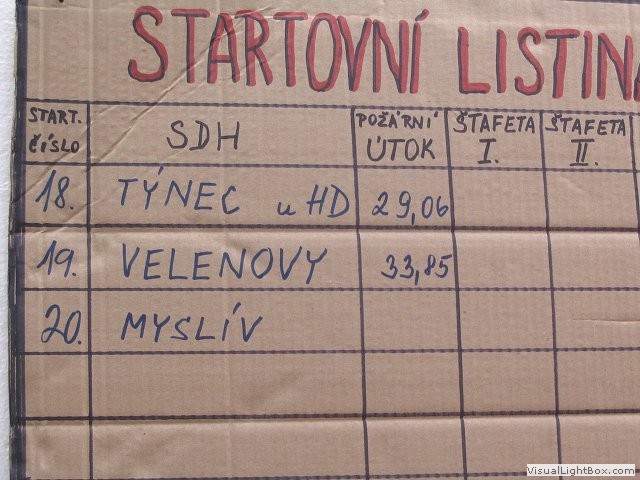 STARTOVNÍ LISTINA
START. ČÍSLO SDH POŽÁRNÍ ÚTOK ŠTAFETA I. ŠTAFETA II.
18. TÝNEC u HD 29,06
19. VELENOVY 33,85
20. MYSLÍV
VisualLightBox.com